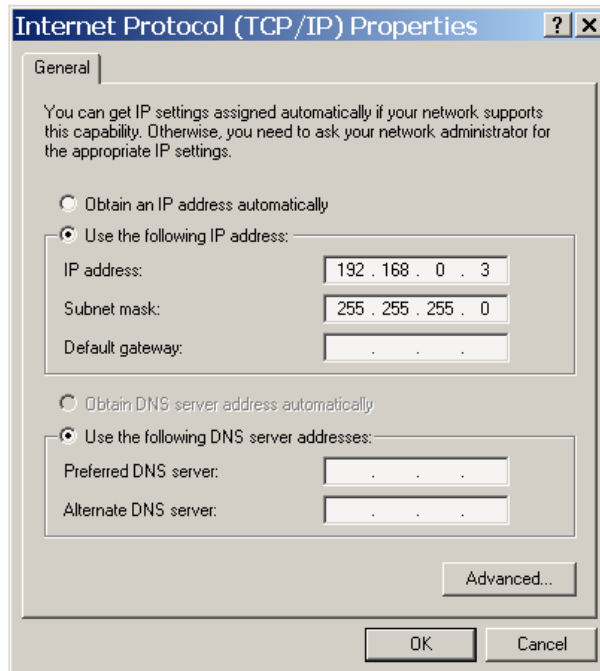 Internet Protocol (TCP/IP) Properties
General
You can get IP settings assigned automatically if your network supports
this capability. Otherwise, you need to ask your network administrator for
the appropriate IP settings.
Obtain an IP address automatically
Use the following IP address:
IP address: 192 . 168 . 0 . 3
Subnet mask: 255 . 255 . 255 . 0
Default gateway: . . .
Obtain DNS server address automatically
Use the following DNS server addresses:
Preferred DNS server: . . .
Alternate DNS server: . . .
Advanced...
OK Cancel